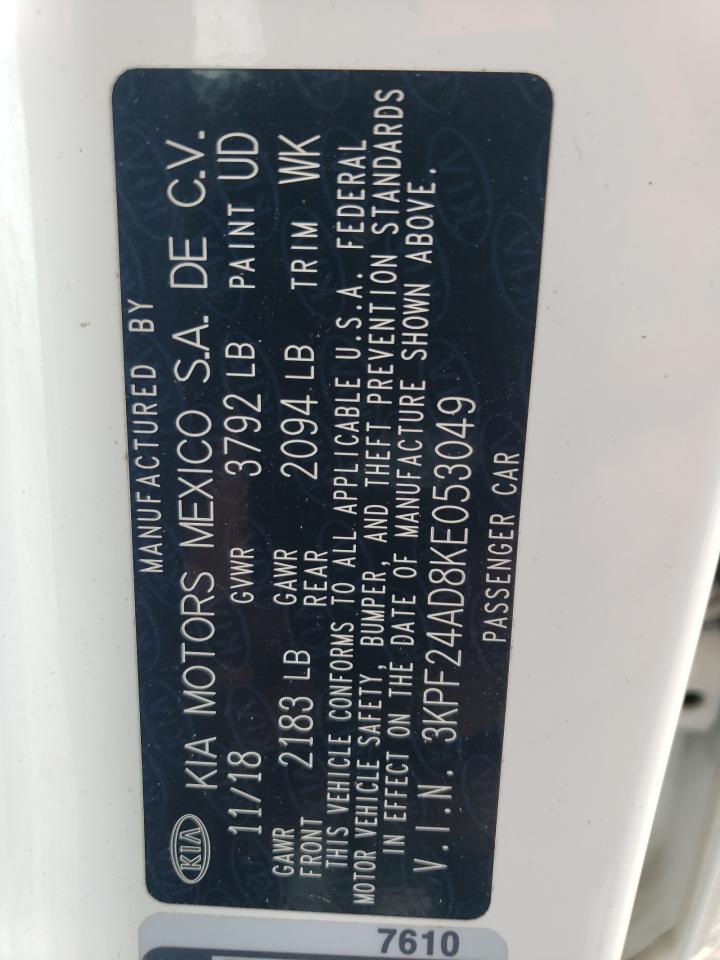 MANUFACTURED BY
KIA KIA MOTORS MEXICO S.A. DE C.V.
11/18 GVWR 3792 LB PAINT UD
GAWR FRONT 2183 LB GAWR REAR 2094 LB TRIM WK
THIS VEHICLE CONFORMS TO ALL APPLICABLE U.S.A. FEDERAL
MOTOR VEHICLE SAFETY, BUMPER, AND THEFT PREVENTION STANDARDS
IN EFFECT ON THE DATE OF MANUFACTURE SHOWN ABOVE.
V.I.N. 3KPF24AD8KE053049
PASSENGER CAR
7610